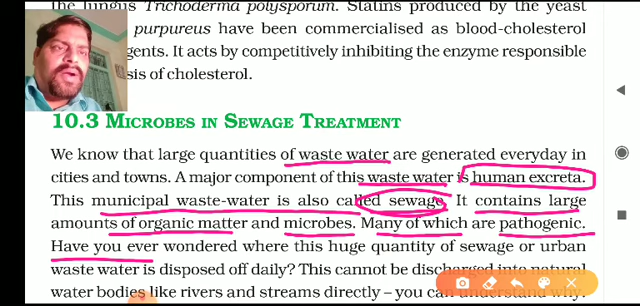 the fungus Trichoderma polysporum. Statins produced by the yeast
purpureus have been commercialised as blood-cholesterol
gents. It acts by competitively inhibiting the enzyme responsible
sis of cholesterol.
10.3 MICROBES IN SEWAGE TREATMENT
We know that large quantities of waste water are generated everyday in
cities and towns. A major component of this waste water is human excreta.
This municipal waste-water is also called sewage. It contains large
amounts of organic matter and microbes. Many of which are pathogenic.
Have you ever wondered where this huge quantity of sewage or urban
waste water is disposed off daily? This cannot be discharged into natural
water bodies like rivers and streams directly – you can understand why.